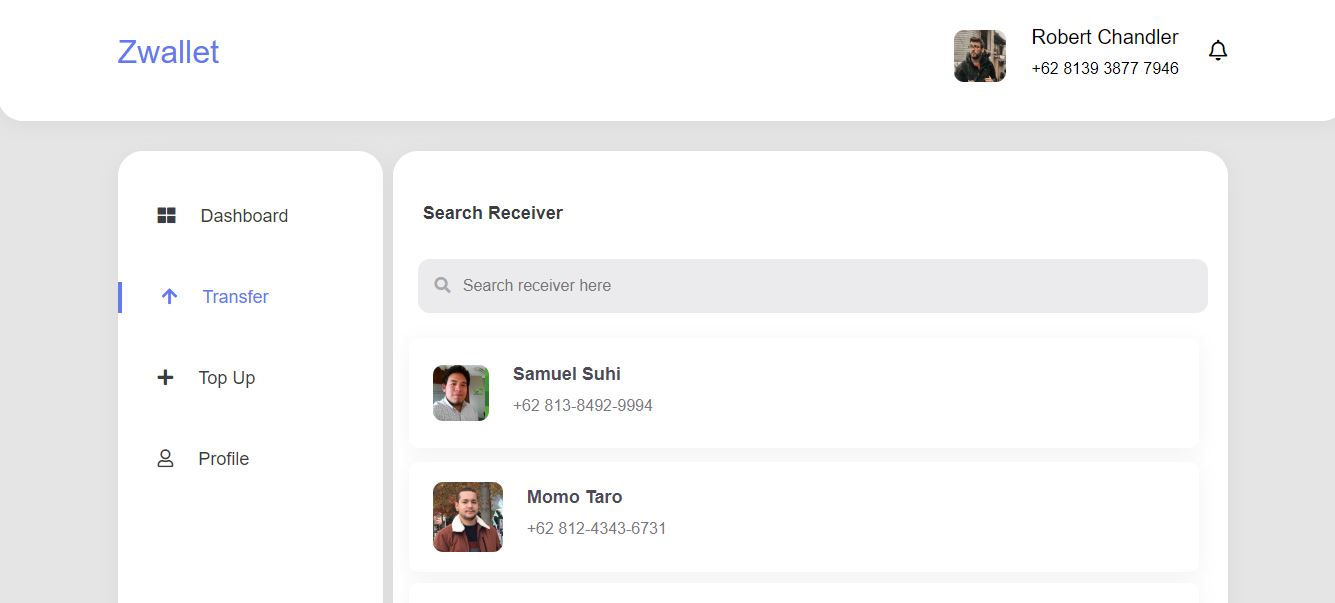 Zwallet
Robert Chandler
+62 8139 3877 7946
Dashboard
Transfer
Top Up
Profile
Search Receiver
Search receiver here
Samuel Suhi
+62 813-8492-9994
Momo Taro
+62 812-4343-6731